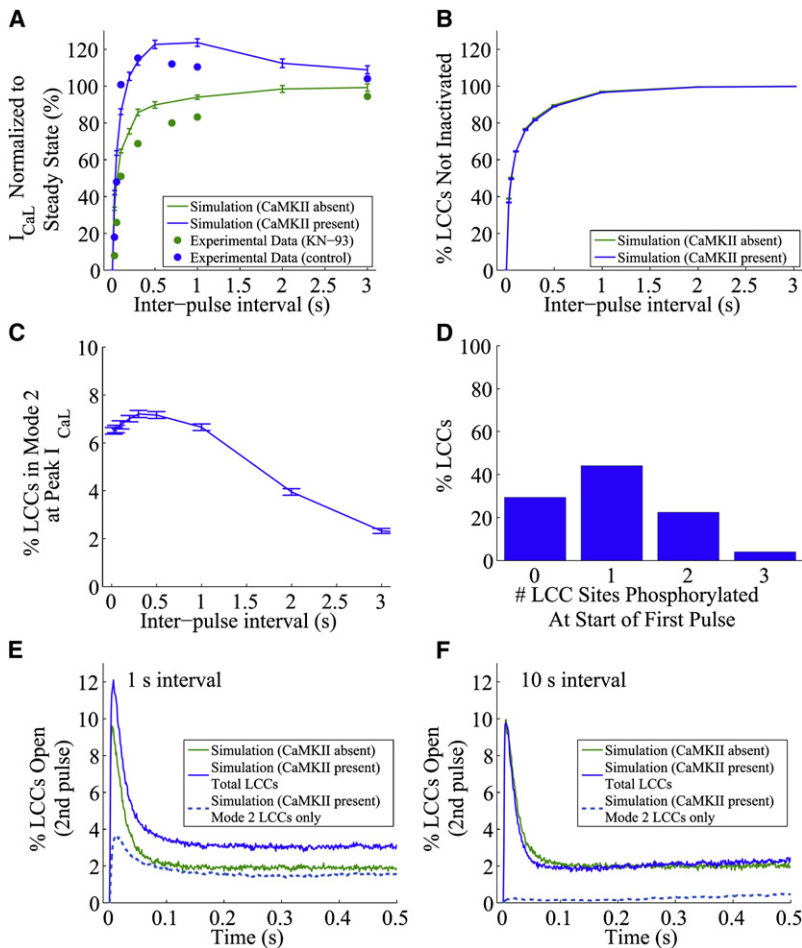 A
I CaL Normalized to
Steady State (%)
120
100
80
60
40
20
0
0 0.5 1 1.5 2 2.5 3
Inter−pulse interval (s)
Simulation (CaMKII absent)
Simulation (CaMKII present)
Experimental Data (KN−93)
Experimental Data (control)
B
% LCCs Not Inactivated
120
100
80
60
40
20
0
0 0.5 1 1.5 2 2.5 3
Inter−pulse interval (s)
Simulation (CaMKII absent)
Simulation (CaMKII present)
C
% LCCs in Mode 2
at Peak I CaL
10
8
6
4
2
0
0 0.5 1 1.5 2 2.5 3
Inter−pulse interval (s)
D
% LCCs
100
80
60
40
20
0
0 1 2 3
# LCC Sites Phosphorylated
At Start of First Pulse
E
1 s interval
% LCCs Open
(2nd pulse)
12
10
8
6
4
2
0
0 0.1 0.2 0.3 0.4 0.5
Time (s)
Simulation (CaMKII absent)
Simulation (CaMKII present)
Total LCCs
Simulation (CaMKII present)
Mode 2 LCCs only
F
10 s interval
% LCCs Open
(2nd pulse)
12
10
8
6
4
2
0
0 0.1 0.2 0.3 0.4 0.5
Time (s)
Simulation (CaMKII absent)
Simulation (CaMKII present)
Total LCCs
Simulation (CaMKII present)
Mode 2 LCCs only